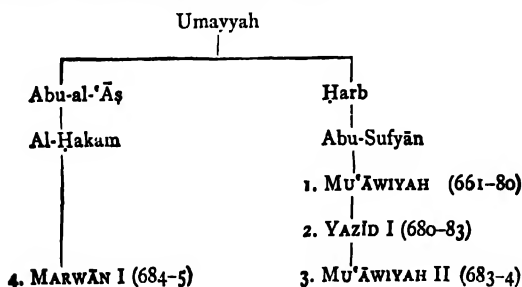 Umayyah
Abu-al-‘Āṣ Ḥarb
Al-Ḥakam Abu-Sufyān
1. MU‘ĀWIYAH (661–80)
2. YAZĪD I (680–83)
4. MARWĀN I (684–5) 3. MU‘ĀWIYAH II (683–4)